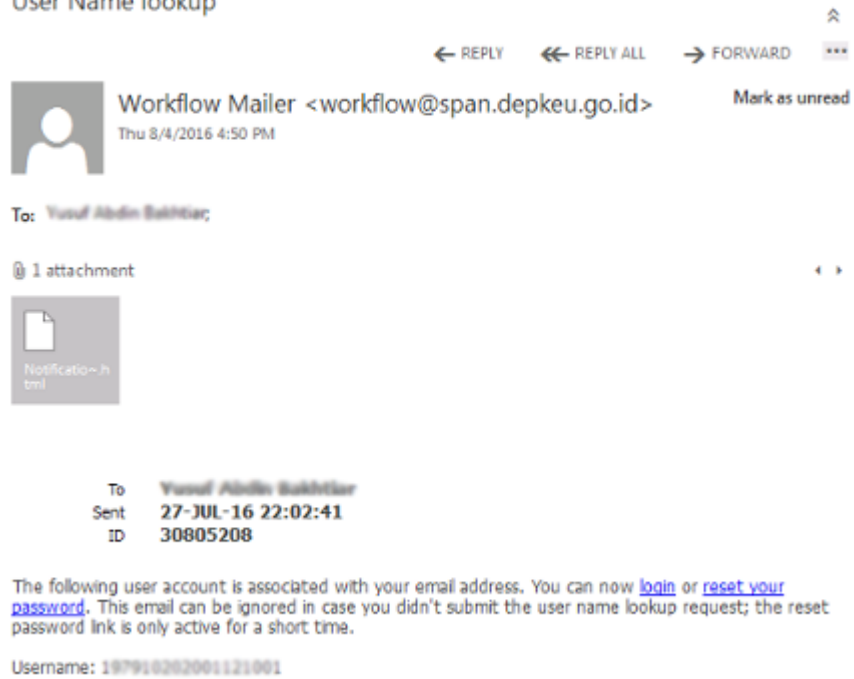 User Name lookup
REPLY REPLY ALL FORWARD
Workflow Mailer <workflow@span.depkeu.go.id>
Mark as unread
Thu 8/4/2016 4:50 PM
To:
1 attachment
Notificatio~.h
tml
To
Sent 27-JUL-16 22:02:41
ID 30805208
The following user account is associated with your email address. You can now login or reset your
password. This email can be ignored in case you didn't submit the user name lookup request; the reset
password link is only active for a short time.
Username: